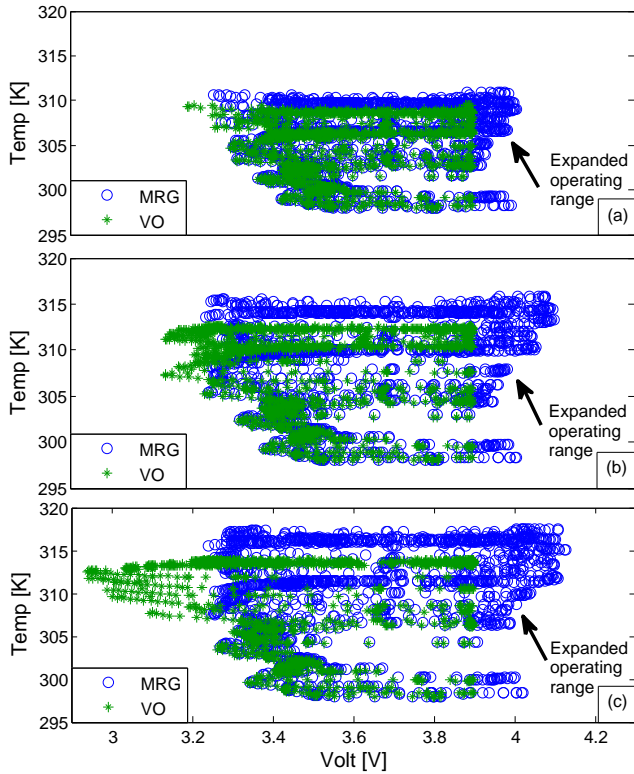 320
315
310
305
300
295
Temp [K]
MRG
VO
Expanded
operating
range
(a)
320
315
310
305
300
295
Temp [K]
MRG
VO
Expanded
operating
range
(b)
320
315
310
305
300
295
Temp [K]
MRG
VO
Expanded
operating
range
(c)
3 3.2 3.4 3.6 3.8 4 4.2
Volt [V]